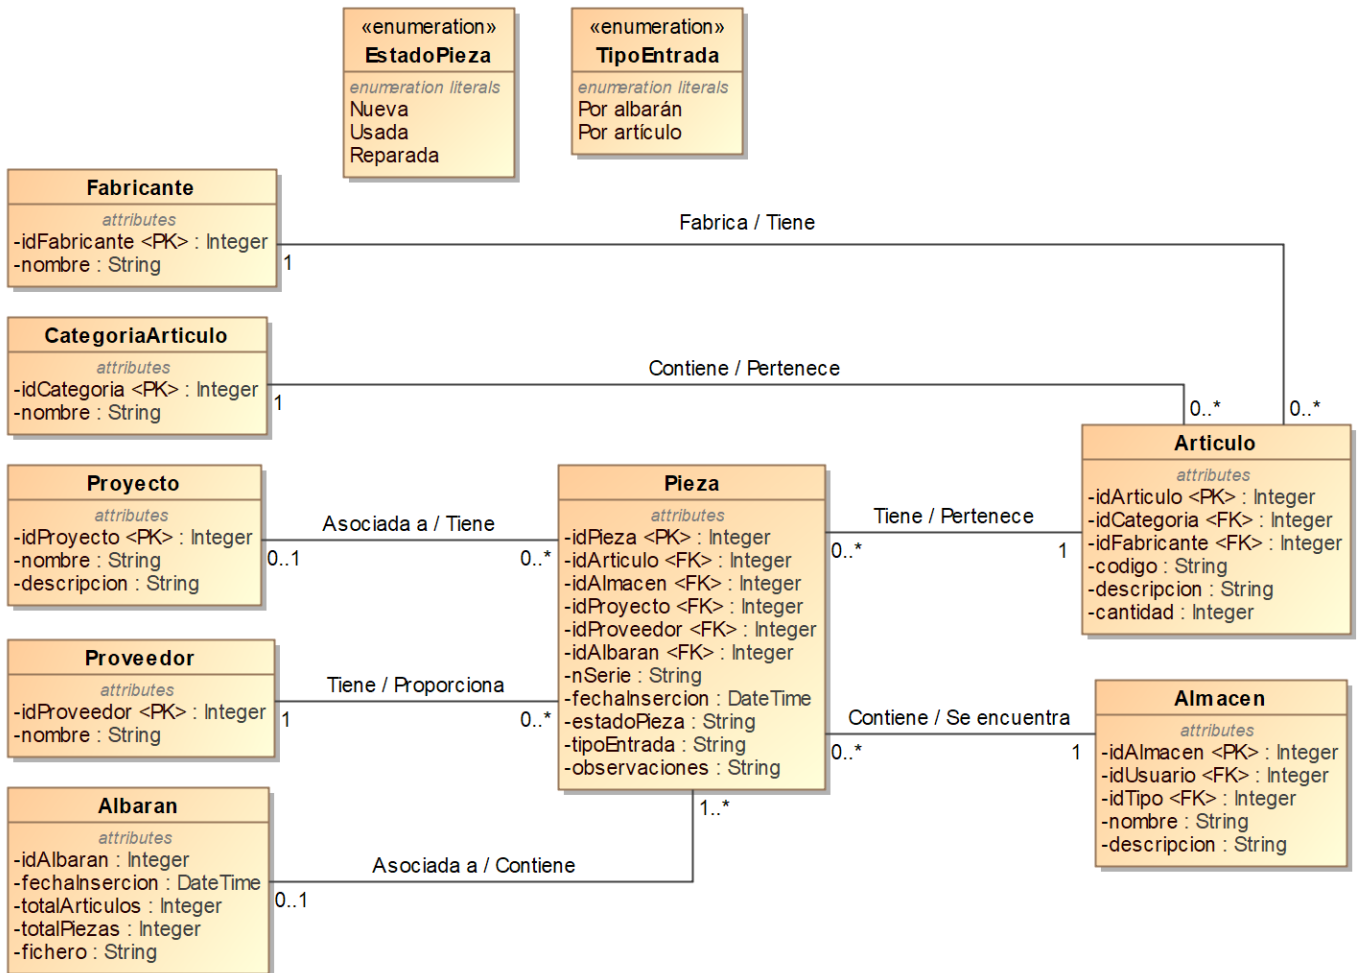 «enumeration»
EstadoPieza
enumeration literals
Nueva
Usada
Reparada
«enumeration»
TipoEntrada
enumeration literals
Por albarán
Por artículo
Fabricante
attributes
-idFabricante <PK> : Integer
-nombre : String
1
Fabrica / Tiene
0..*
CategoriaArticulo
attributes
-idCategoria <PK> : Integer
-nombre : String
1
Contiene / Pertenece
0..*
Proyecto
attributes
-idProyecto <PK> : Integer
-nombre : String
-descripcion : String
0..1
Asociada a / Tiene
0..*
Pieza
attributes
-idPieza <PK> : Integer
-idArticulo <FK> : Integer
-idAlmacen <FK> : Integer
-idProyecto <FK> : Integer
-idProveedor <FK> : Integer
-idAlbaran <FK> : Integer
-nSerie : String
-fechaInsercion : DateTime
-estadoPieza : String
-tipoEntrada : String
-observaciones : String
Tiene / Pertenece
0..*
1
Articulo
attributes
-idArticulo <PK> : Integer
-idCategoria <FK> : Integer
-idFabricante <FK> : Integer
-codigo : String
-descripcion : String
-cantidad : Integer
Proveedor
attributes
-idProveedor <PK> : Integer
-nombre : String
1
Tiene / Proporciona
0..*
Contiene / Se encuentra
0..*
1
Almacen
attributes
-idAlmacen <PK> : Integer
-idUsuario <FK> : Integer
-idTipo <FK> : Integer
-nombre : String
-descripcion : String
Albaran
attributes
-idAlbaran : Integer
-fechaInsercion : DateTime
-totalArticulos : Integer
-totalPiezas : Integer
-fichero : String
0..1
Asociada a / Contiene
1..*